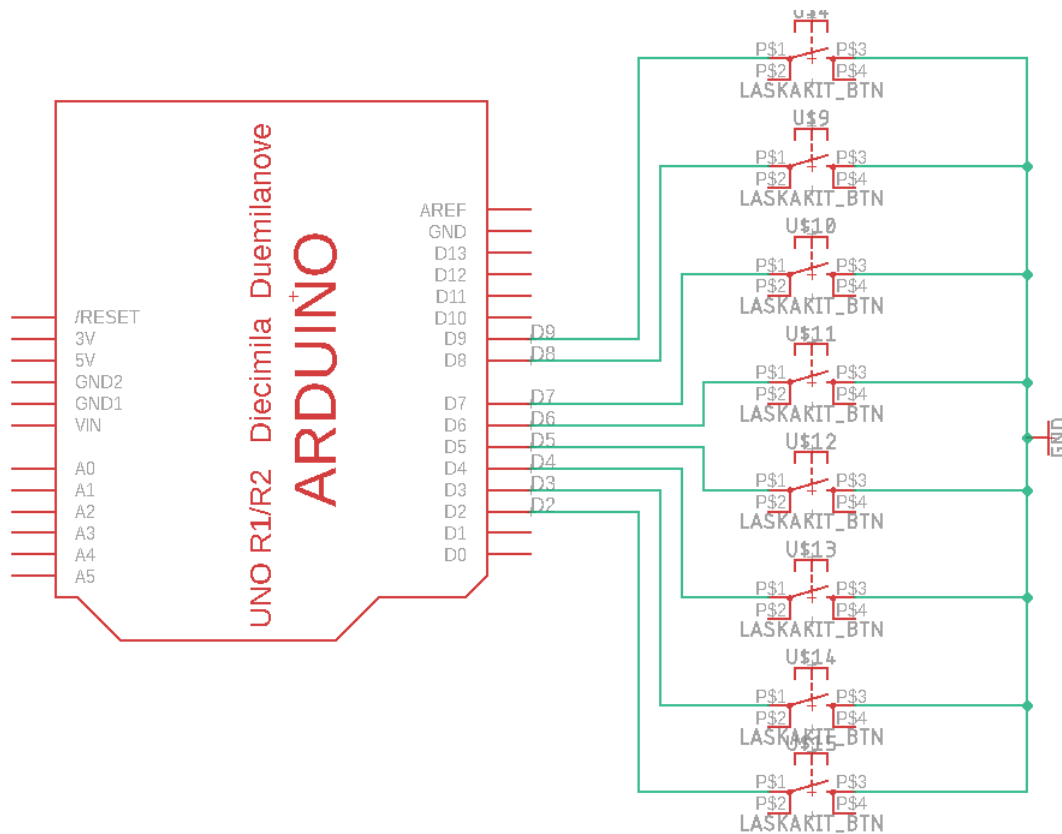 U$4
P$1 P$3
P$2 P$4
LASKAKIT_BTN
U$9
P$1 P$3
P$2 P$4
LASKAKIT_BTN
U$10
P$1 P$3
P$2 P$4
LASKAKIT_BTN
U$11
P$1 P$3
P$2 P$4
LASKAKIT_BTN
U$12
P$1 P$3
P$2 P$4
LASKAKIT_BTN
U$13
P$1 P$3
P$2 P$4
LASKAKIT_BTN
U$14
P$1 P$3
P$2 P$4
LASKAKIT_BTN
U$15
P$1 P$3
P$2 P$4
LASKAKIT_BTN
GND
UNO R1/R2 Diecimila Duemilanove
ARDUINO
/RESET
3V
5V
GND2
GND1
VIN
A0
A1
A2
A3
A4
A5
AREF
GND
D13
D12
D11
D10
D9
D8
D7
D6
D5
D4
D3
D2
D1
D0
D9
D8
D7
D6
D5
D4
D3
D2